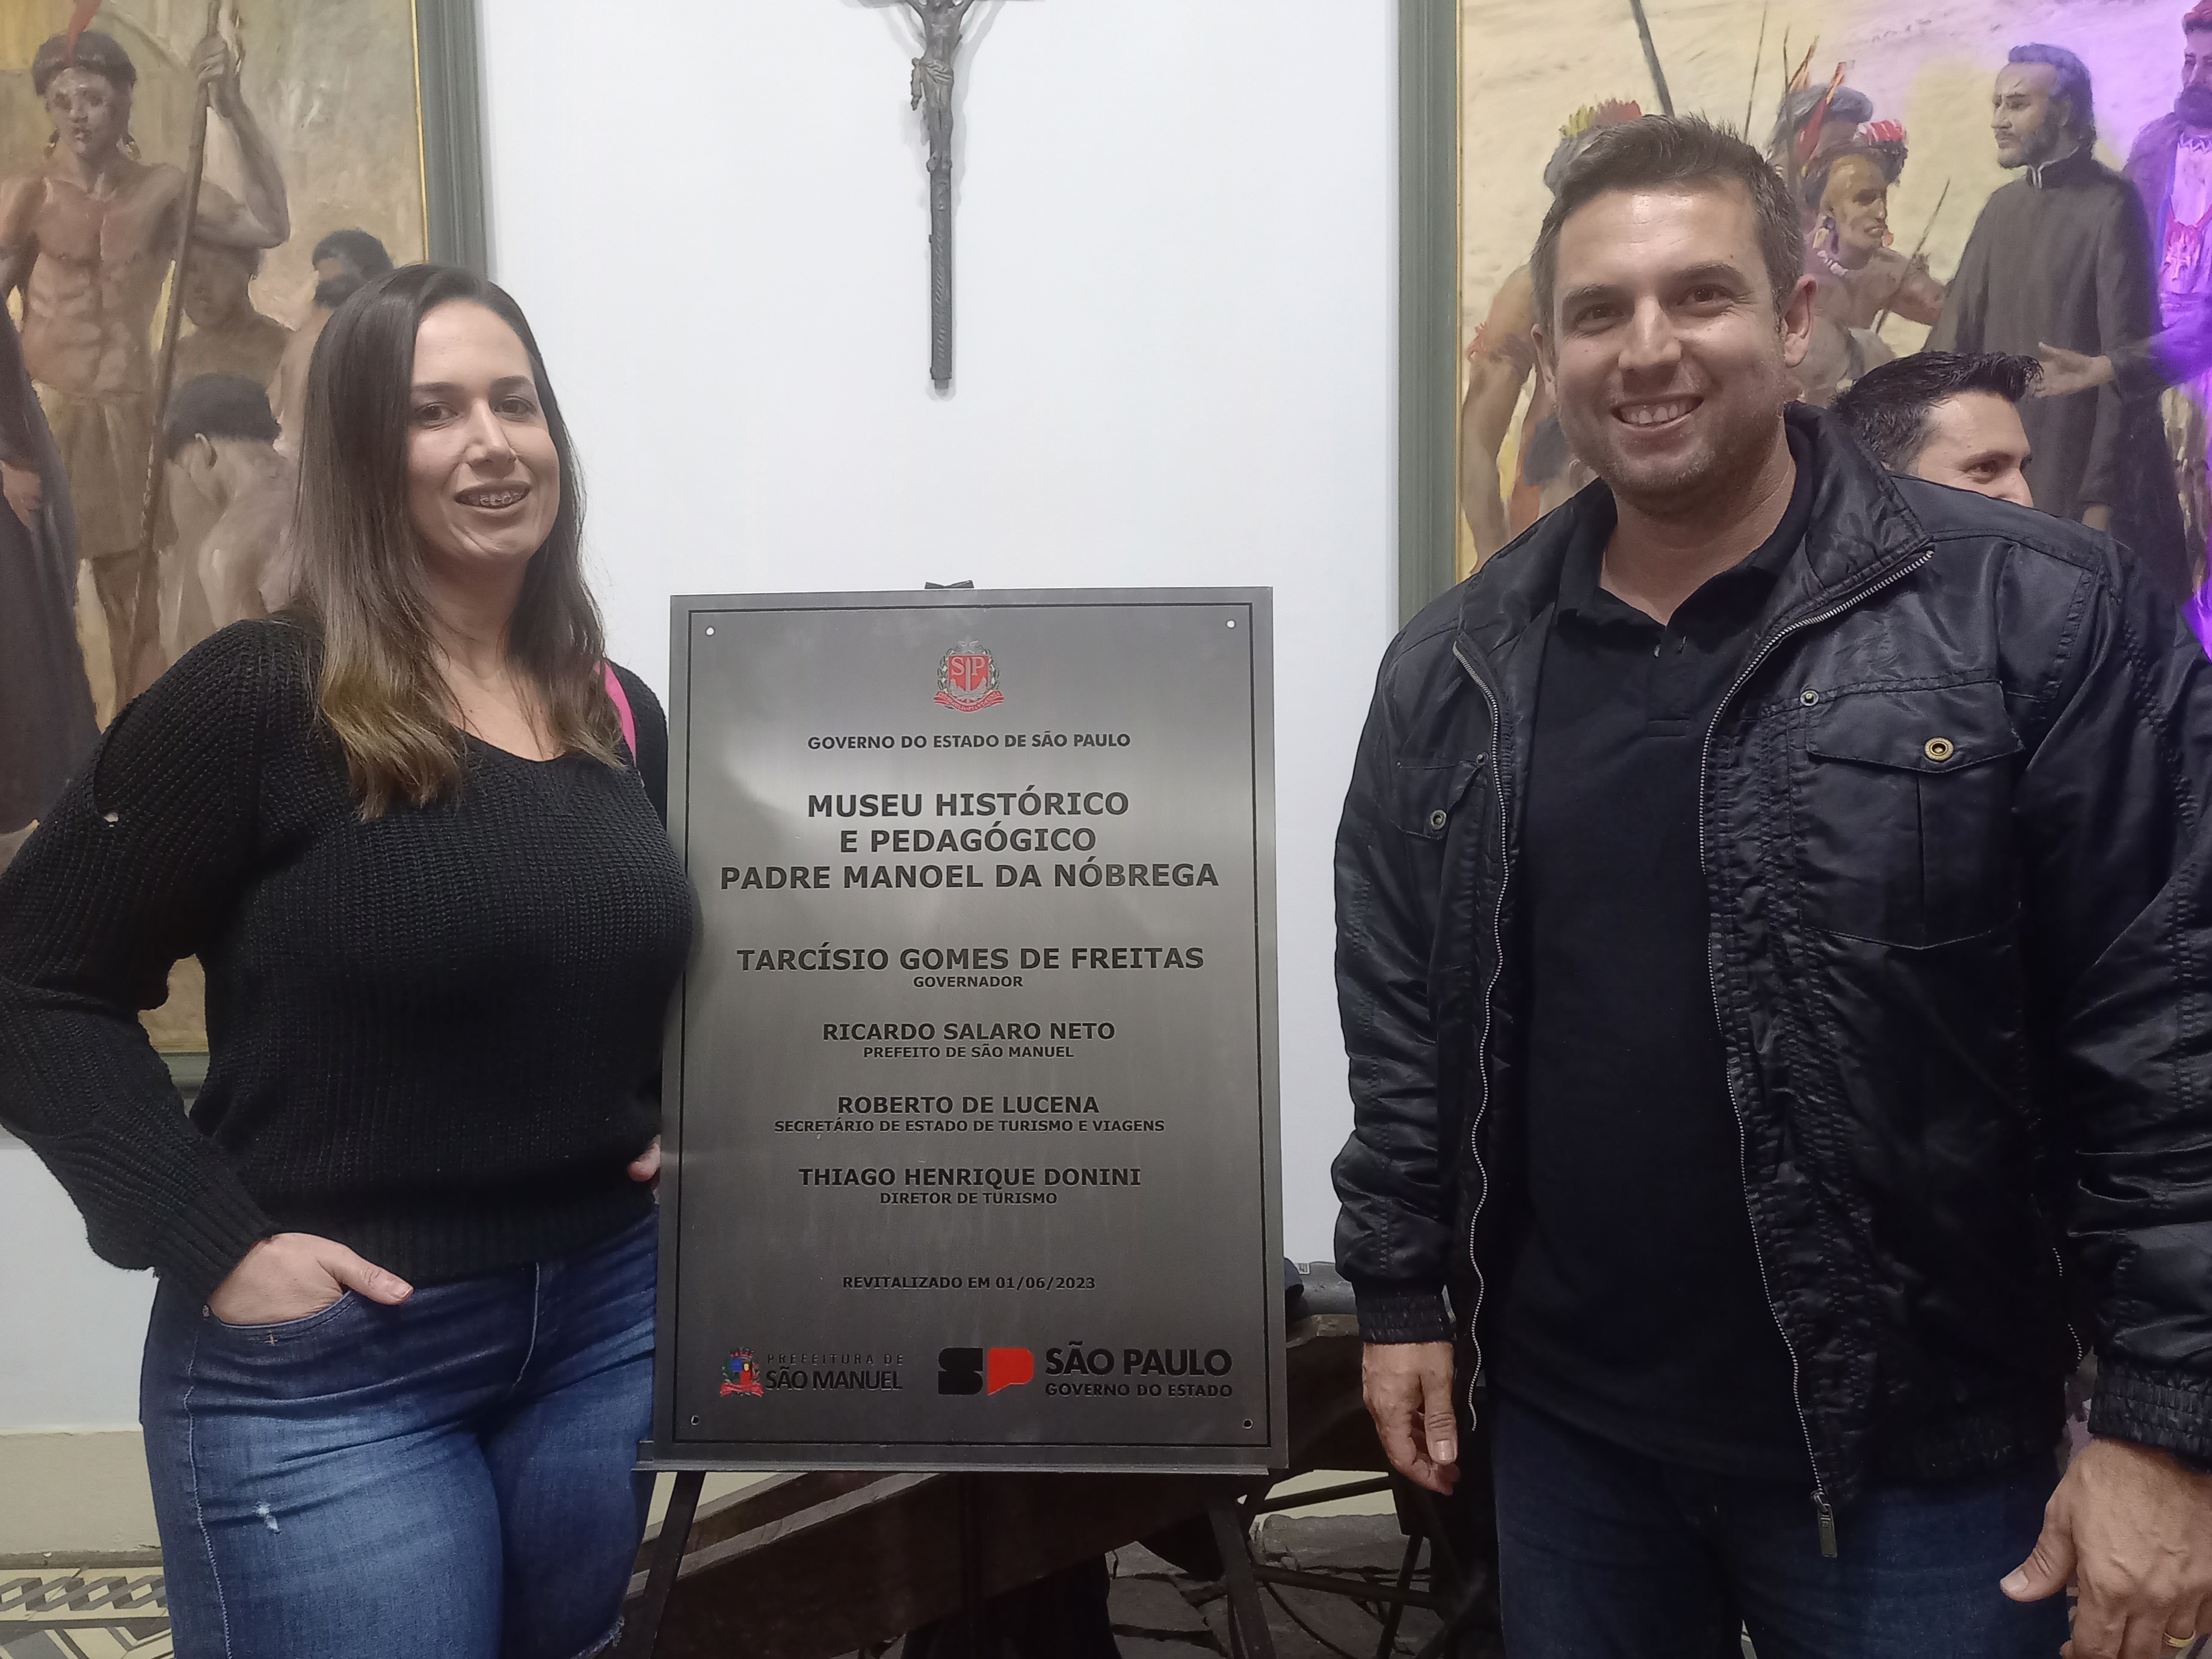 SP
GOVERNO DO ESTADO DE SÃO PAULO
MUSEU HISTÓRICO
E PEDAGÓGICO
PADRE MANOEL DA NÓBREGA
TARCÍSIO GOMES DE FREITAS
GOVERNADOR
RICARDO SALARO NETO
PREFEITO DE SÃO MANUEL
ROBERTO DE LUCENA
SECRETÁRIO DE ESTADO DE TURISMO E VIAGENS
THIAGO HENRIQUE DONINI
DIRETOR DE TURISMO
REVITALIZADO EM 01/06/2023
PREFEITURA DE
SÃO MANUEL
SP
SÃO PAULO
GOVERNO DO ESTADO